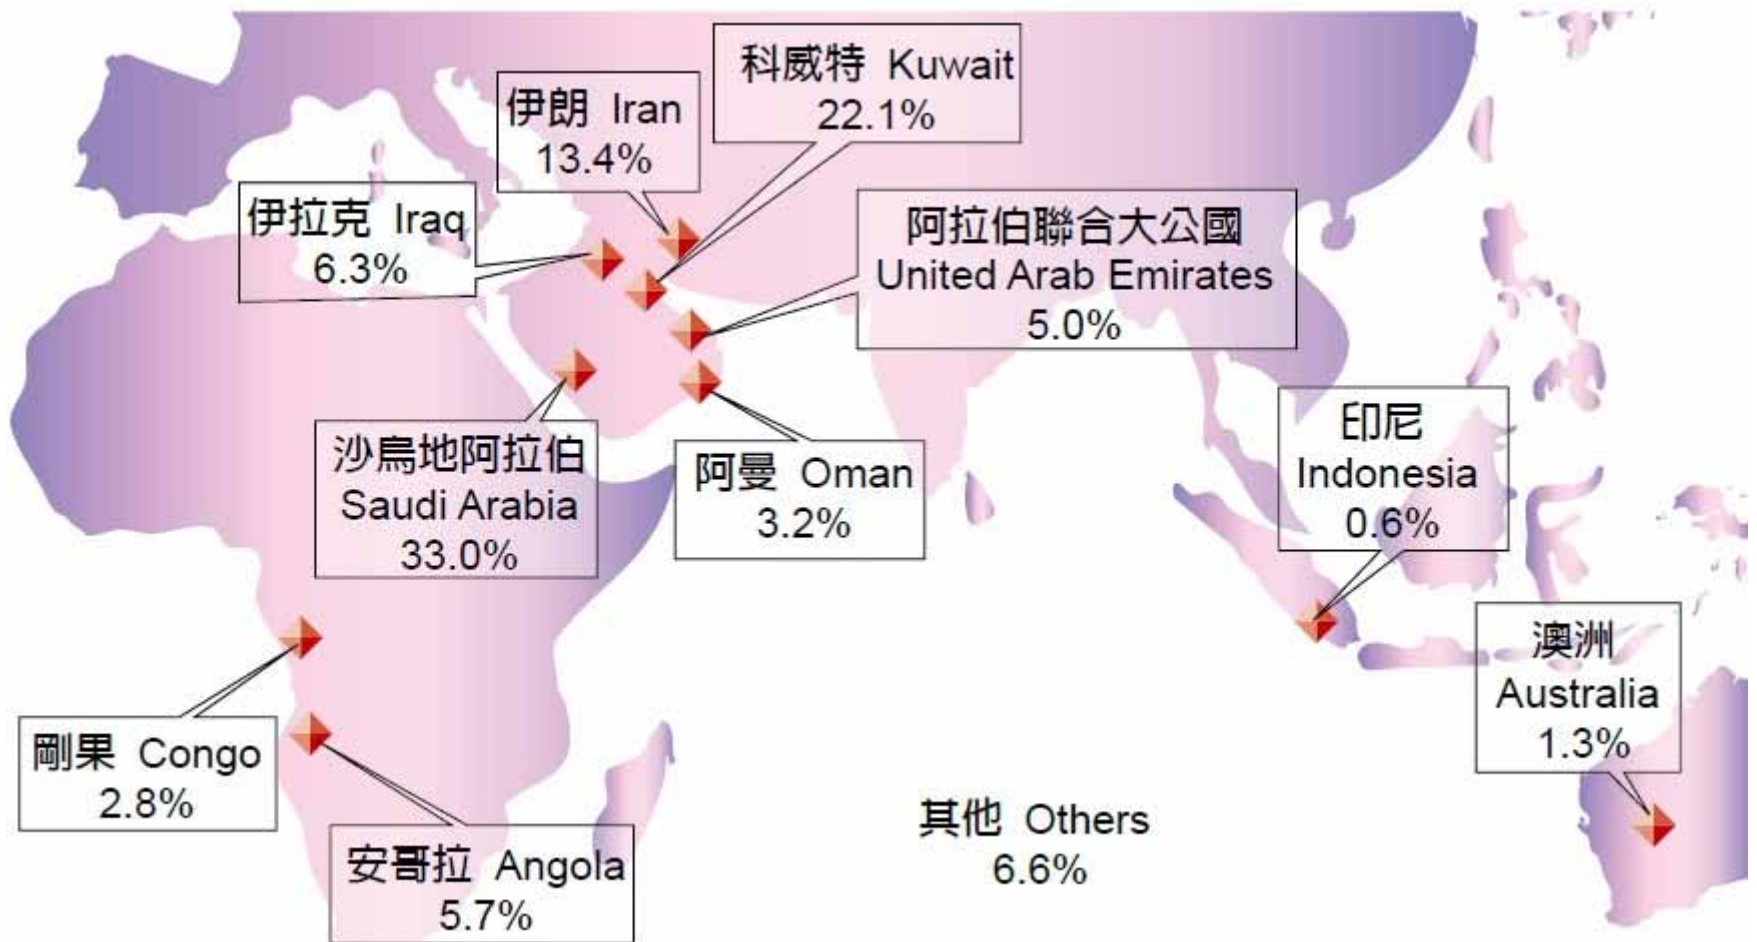 科威特 Kuwait
22.1%
伊朗 Iran
13.4%
伊拉克 Iraq
6.3%
阿拉伯聯合大公國
United Arab Emirates
5.0%
沙烏地阿拉伯
Saudi Arabia
33.0%
阿曼 Oman
3.2%
印尼
Indonesia
0.6%
澳洲
Australia
1.3%
剛果 Congo
2.8%
安哥拉 Angola
5.7%
其他 Others
6.6%